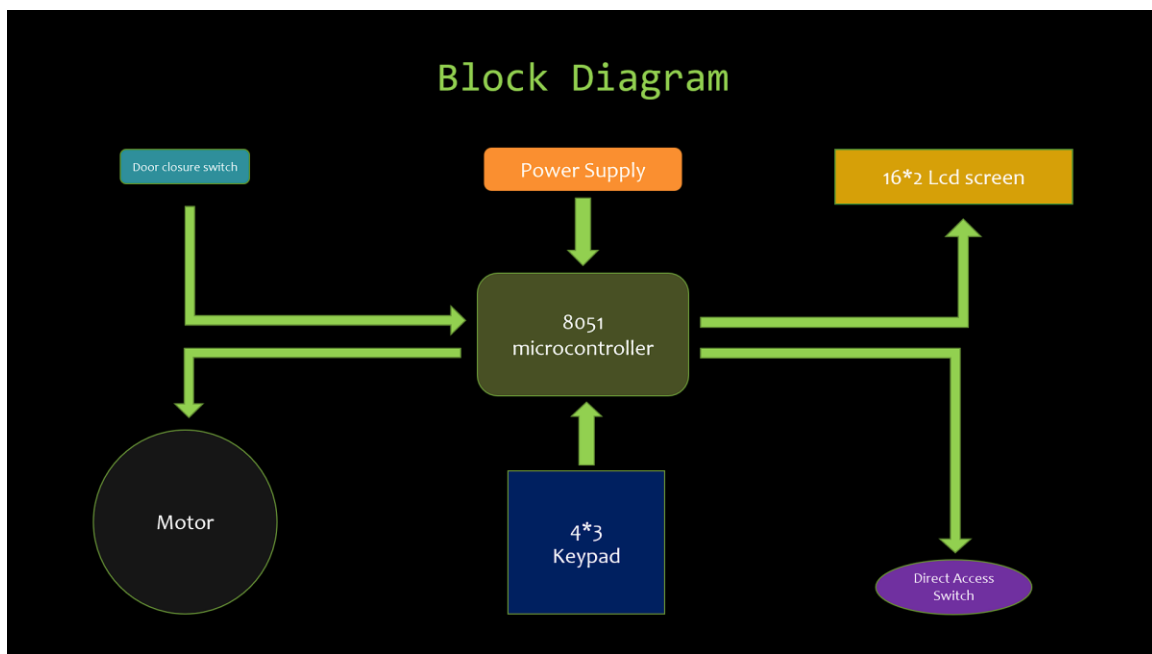 Block Diagram
Door closure switch
Power Supply
16*2 Lcd screen
8051
microcontroller
Motor
4*3
Keypad
Direct Access
Switch